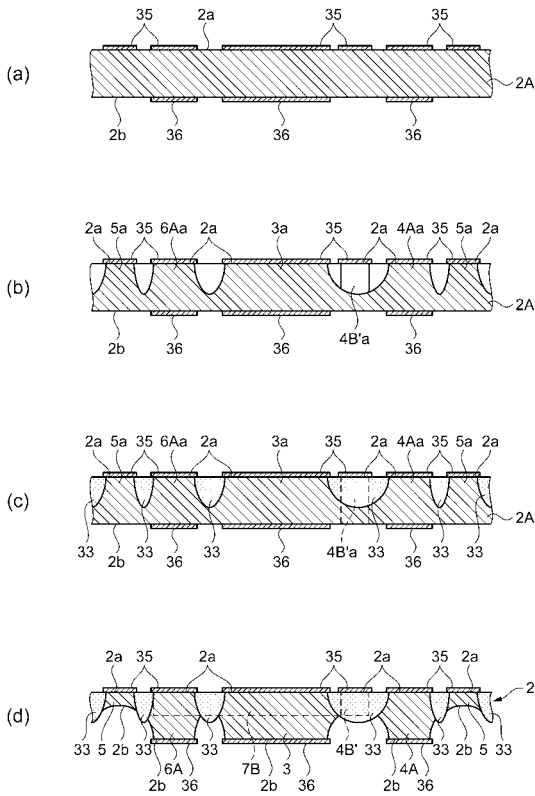 35 2a 35 35
(a)
2A
2b 36 36 36
2a 5a 35 6Aa 2a 3a 35 2a 4Aa 35 5a 2a
(b)
2A
2b 36 36 4B'a 36
2a 5a 35 6Aa 2a 3a 35 2a 4Aa 35 5a 2a
(c)
2A
33 2b 33 36 33 36 4B'a 33 36 33 33
2a 35 2a 35 2a 35 2a
2
(d)
33 5 2b 33 33 4B' 33 33 2b 5 33
2b 6A 36 7B 2b 3 36 2b 4A 36